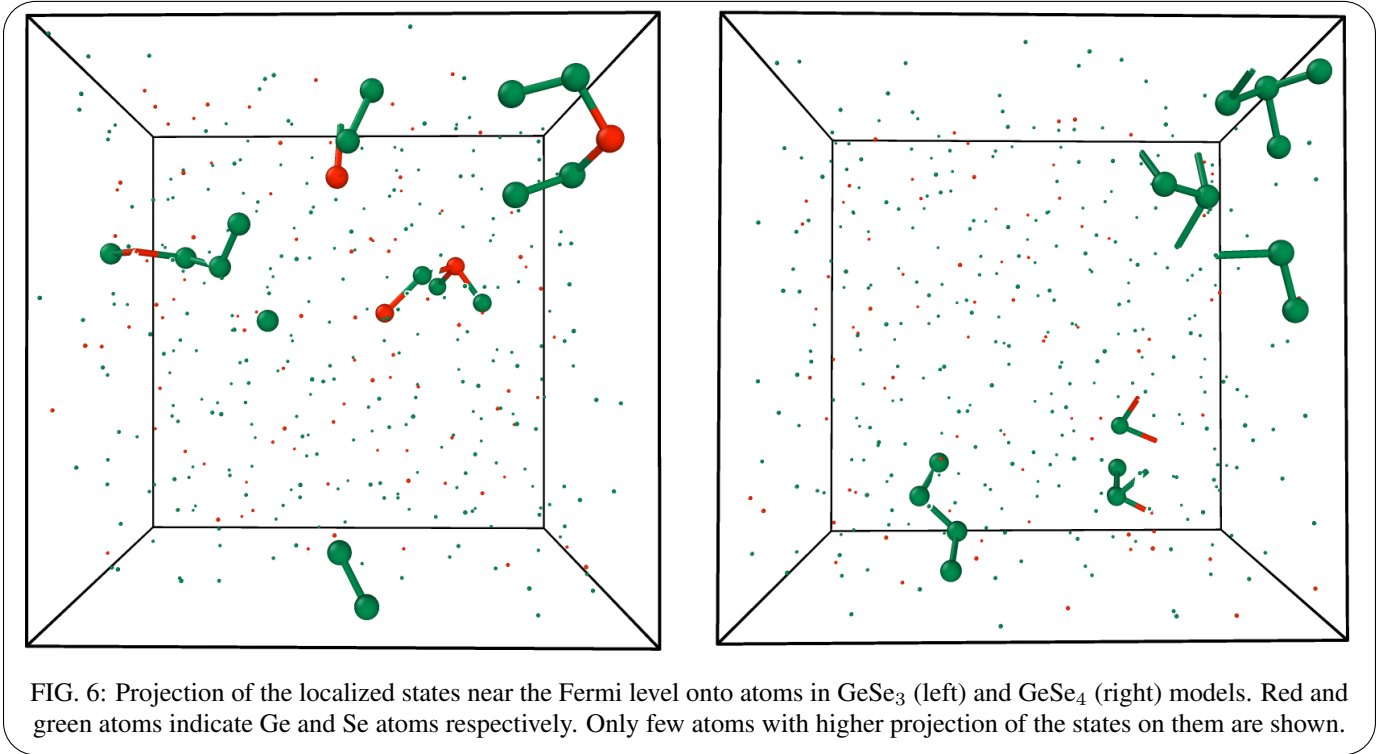 FIG. 6: Projection of the localized states near the Fermi level onto atoms in GeSe₃ (left) and GeSe₄ (right) models. Red and
green atoms indicate Ge and Se atoms respectively. Only few atoms with higher projection of the states on them are shown.